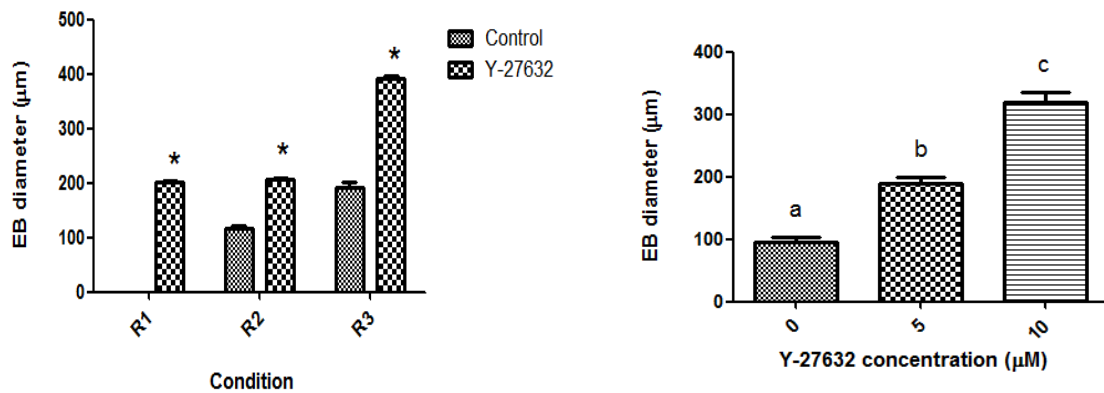 500
400
300
200
100
0
EB diameter (μm)
*
*
*
R1
R2
R3
Condition
Control
Y-27632
400
300
200
100
0
EB diameter (μm)
a
b
c
0
5
10
Y-27632 concentration (μM)